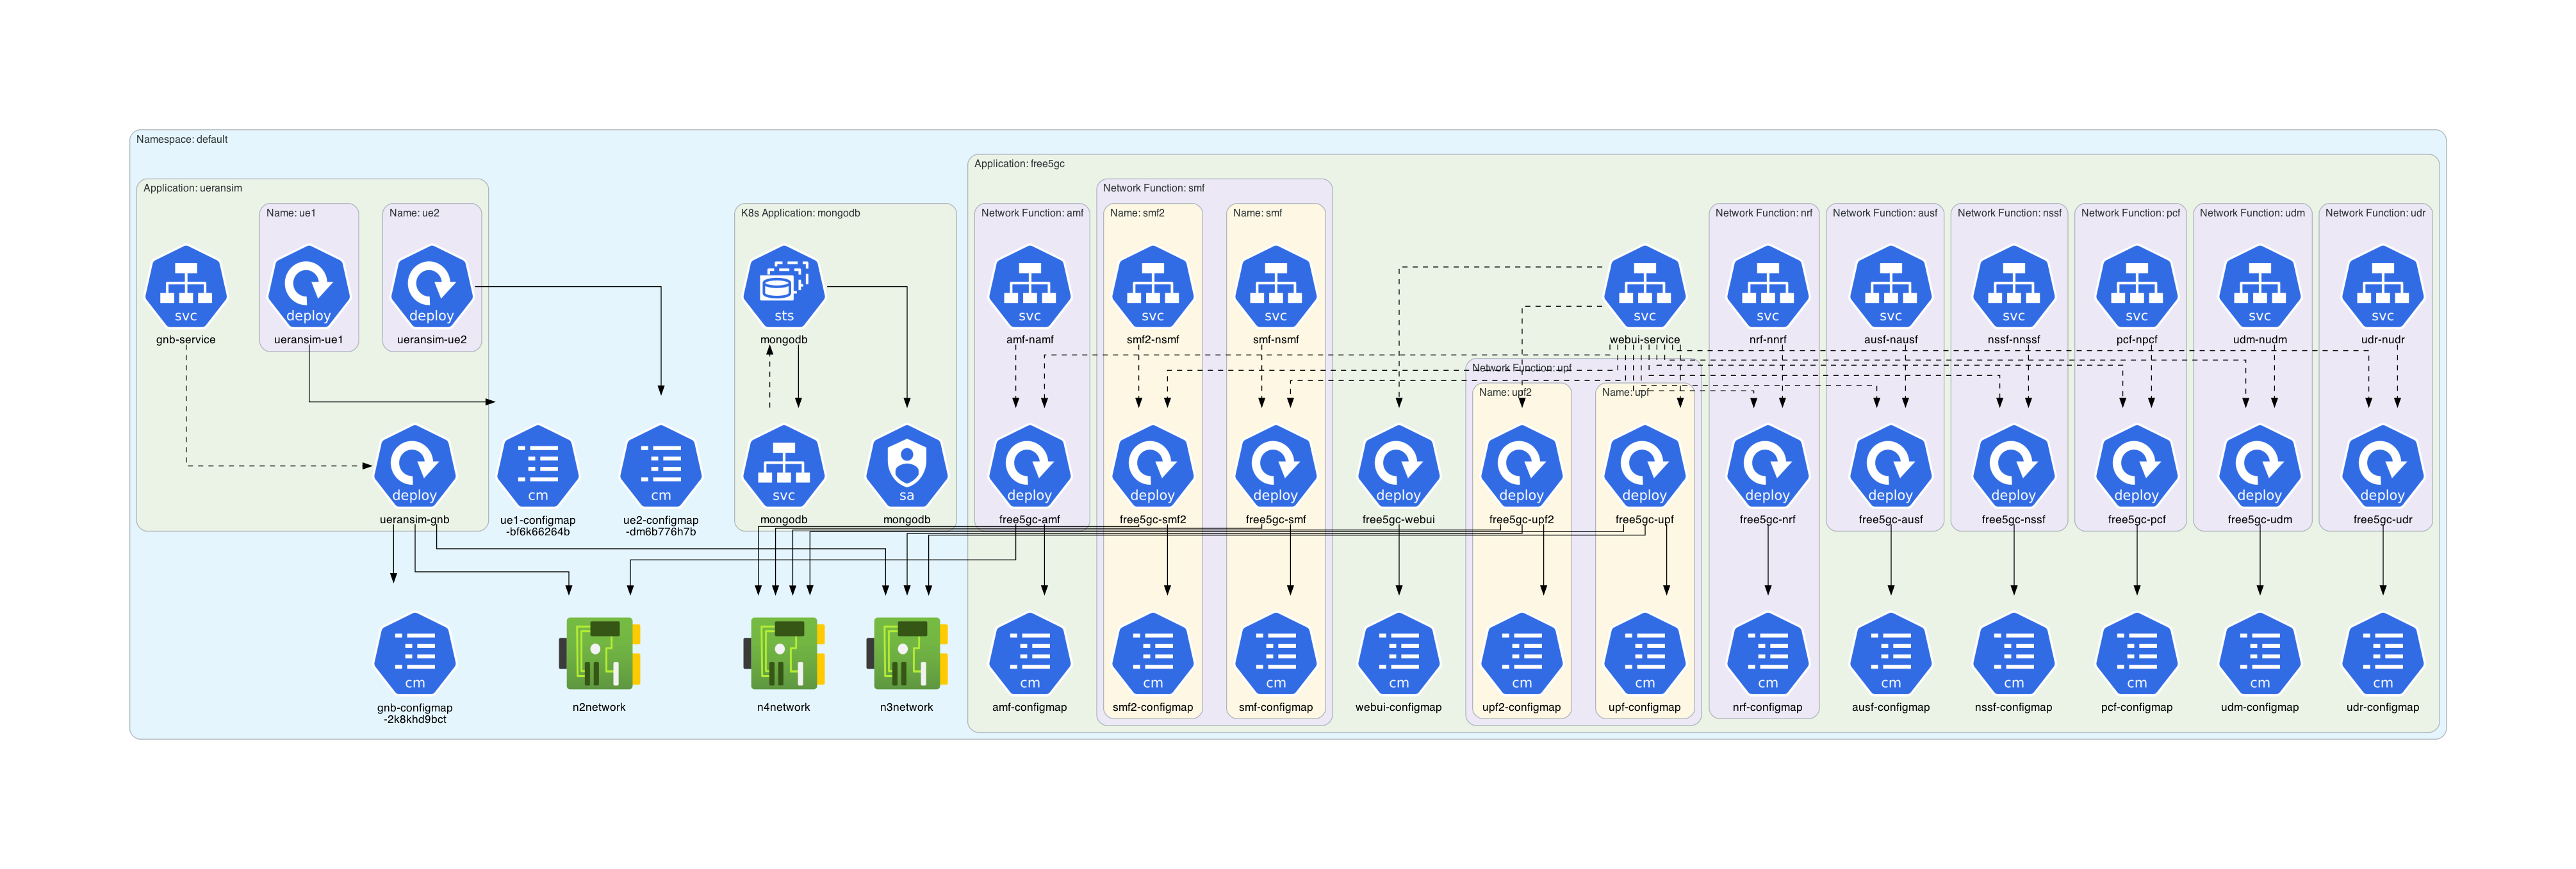 Namespace: default
Application: free5gc
Application: ueransim
Network Function: smf
Name: ue1
Name: ue2
K8s Application: mongodb
Network Function: amf
Name: smf2
Name: smf
Network Function: nrf
Network Function: ausf
Network Function: nssf
Network Function: pcf
Network Function: udm
Network Function: udr
svc
deploy
deploy
sts
svc
svc
svc
svc
svc
svc
svc
svc
svc
svc
gnb-service
ueransim-ue1
ueransim-ue2
mongodb
amf-namf
smf2-nsmf
smf-nsmf
webui-service
nrf-nnrf
ausf-nausf
nssf-nnssf
pcf-npcf
udm-nudm
udr-nudr
Network Function: upf
Name: upf2
Name: upf
deploy
cm
cm
svc
sa
deploy
deploy
deploy
deploy
deploy
deploy
deploy
deploy
deploy
deploy
deploy
deploy
ueransim-gnb
ue1-configmap
-bf6k66264b
ue2-configmap
-dm6b776h7b
mongodb
mongodb
free5gc-amf
free5gc-smf2
free5gc-smf
free5gc-webui
free5gc-upf2
free5gc-upf
free5gc-nrf
free5gc-ausf
free5gc-nssf
free5gc-pcf
free5gc-udm
free5gc-udr
cm
cm
cm
cm
cm
cm
cm
cm
cm
cm
cm
cm
cm
gnb-configmap
-2k8khd9bct
n2network
n4network
n3network
amf-configmap
smf2-configmap
smf-configmap
webui-configmap
upf2-configmap
upf-configmap
nrf-configmap
ausf-configmap
nssf-configmap
pcf-configmap
udm-configmap
udr-configmap